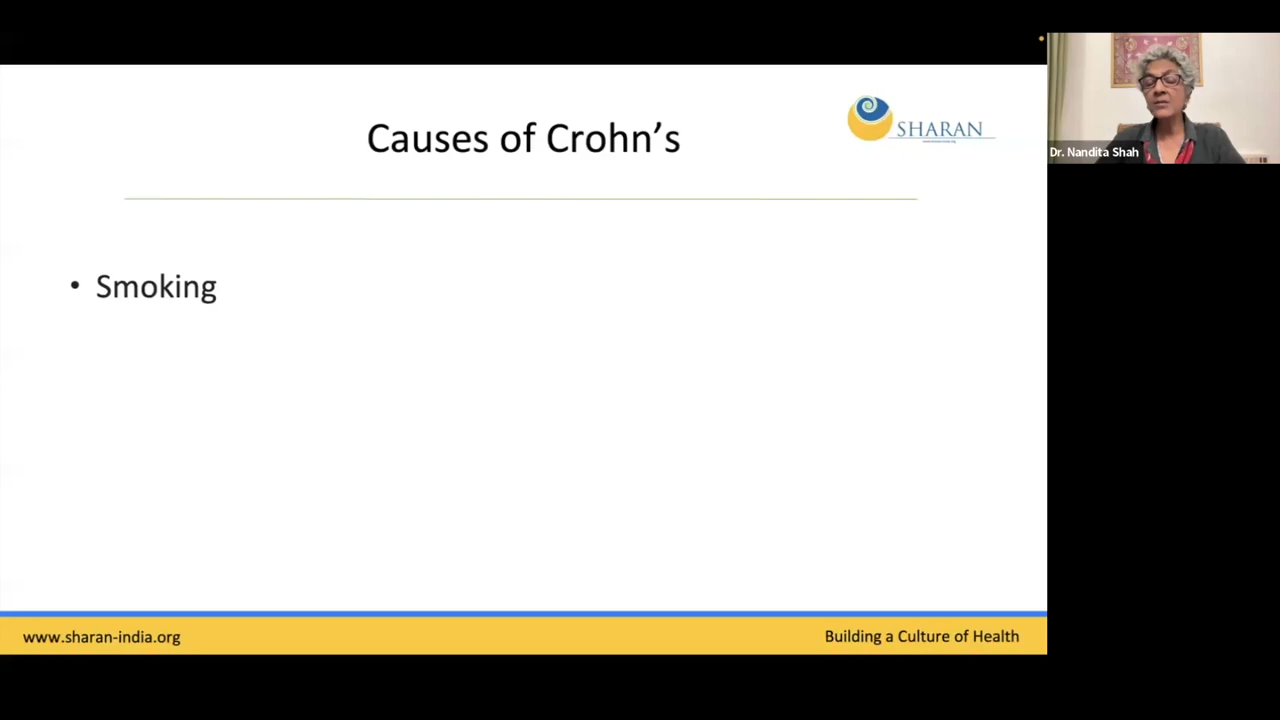 Causes of Crohn’s
SHARAN
Dr. Nandita Shah
• Smoking
www.sharan-india.org
Building a Culture of Health